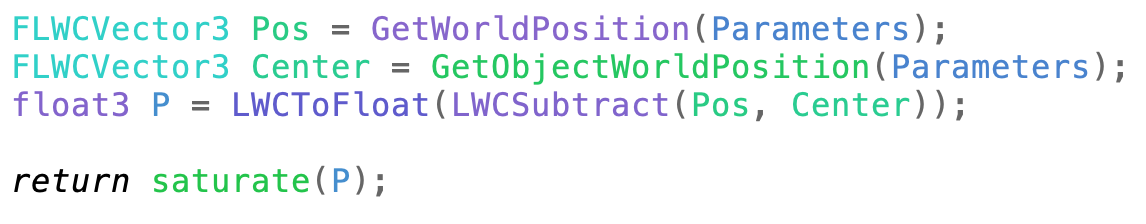 FLWCVector3 Pos = GetWorldPosition(Parameters);
FLWCVector3 Center = GetObjectWorldPosition(Parameters);
float3 P = LWCToFloat(LWCSubtract(Pos, Center));
return saturate(P);